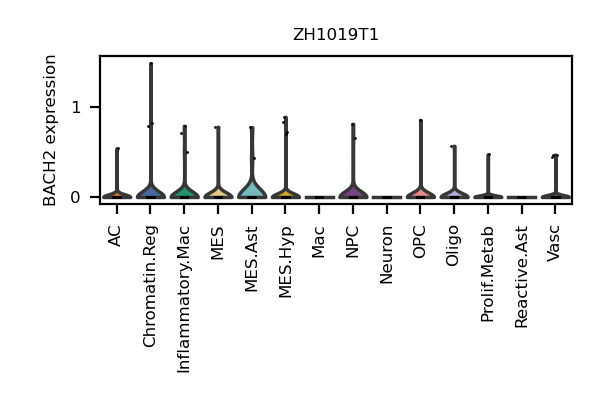 ZH1019T1
BACH2 expression
1
0
AC
Chromatin.Reg
Inflammatory.Mac
MES
MES.Ast
MES.Hyp
Mac
NPC
Neuron
OPC
Oligo
Prolif.Metab
Reactive.Ast
Vasc